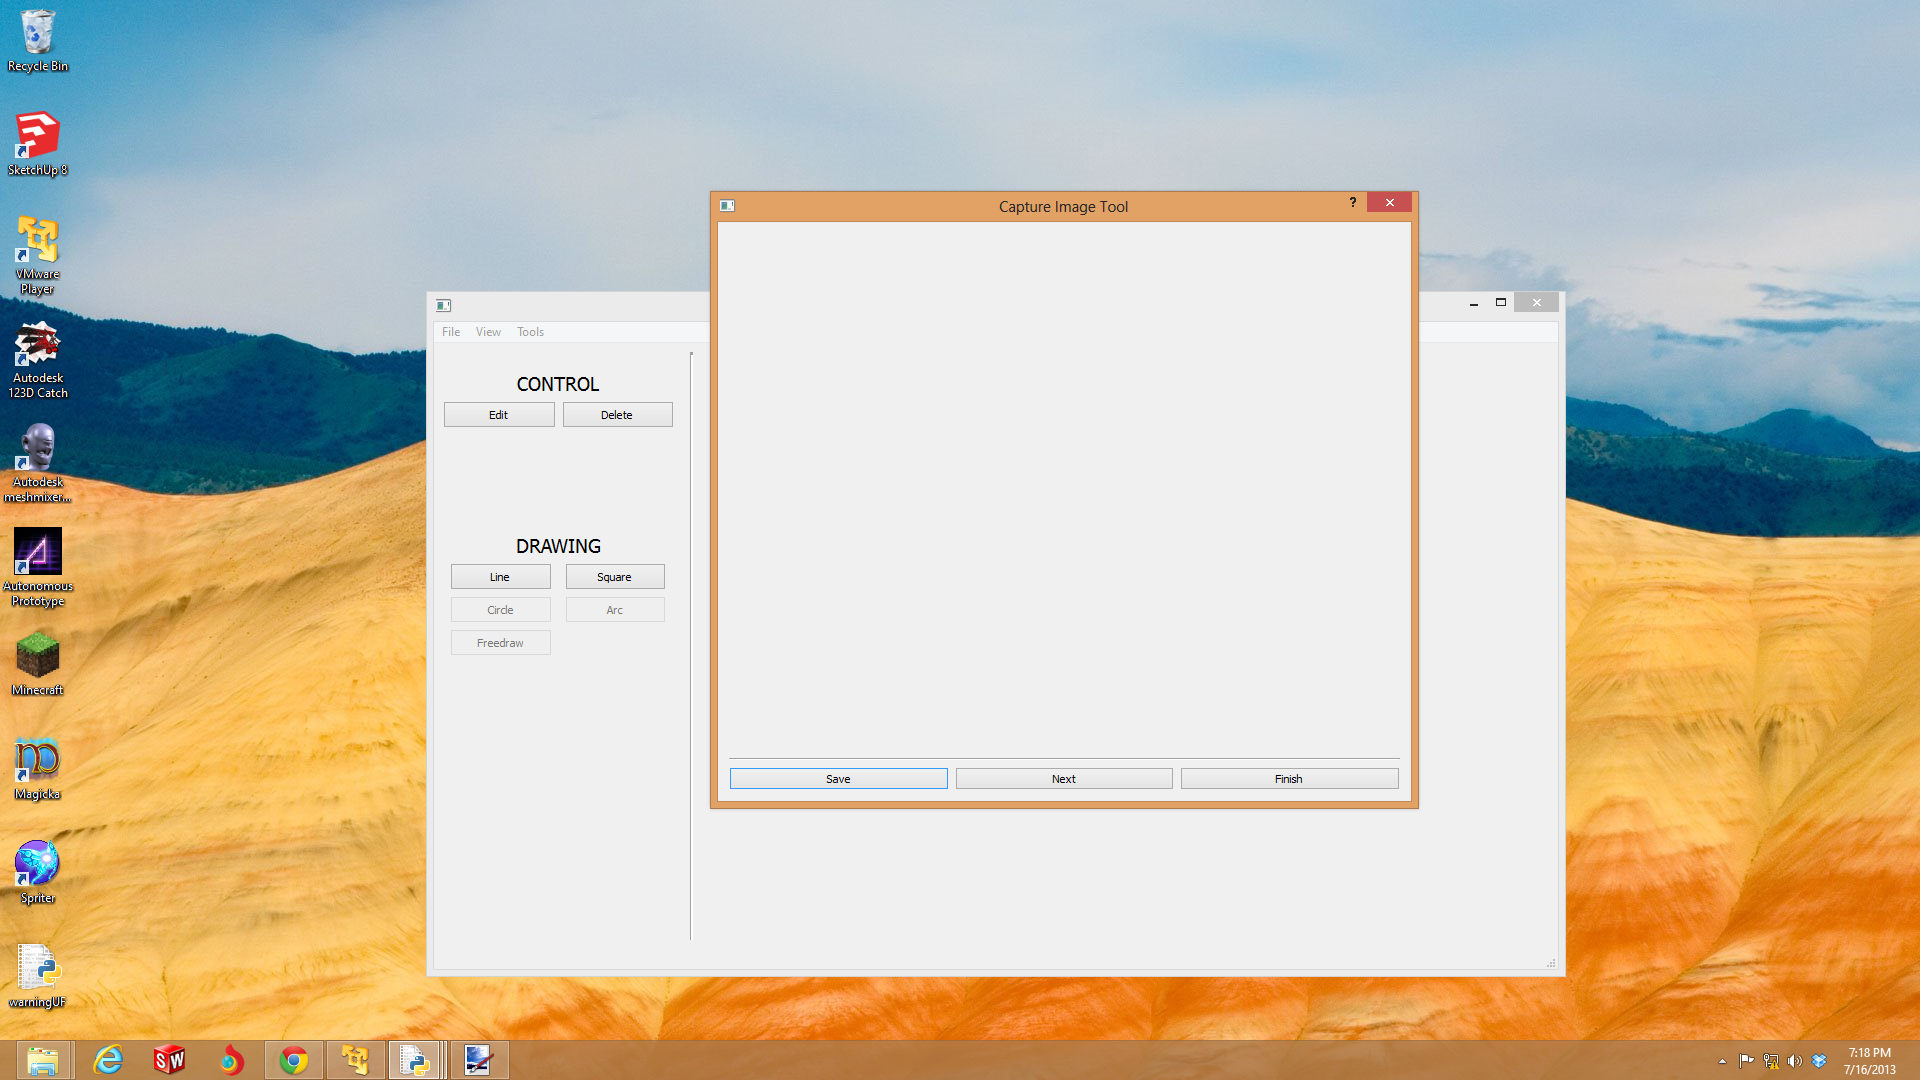 Recycle Bin
SketchUp 8
VMware
Player
Autodesk
123D Catch
Autodesk
meshmixer...
Autonomous
Prototype
Minecraft
Magicka
Spriter
warningUF
Capture Image Tool
?
File View Tools
CONTROL
Edit Delete
DRAWING
Line Square
Circle Arc
Freedraw
Save Next Finish
SW
7:18 PM
7/16/2013